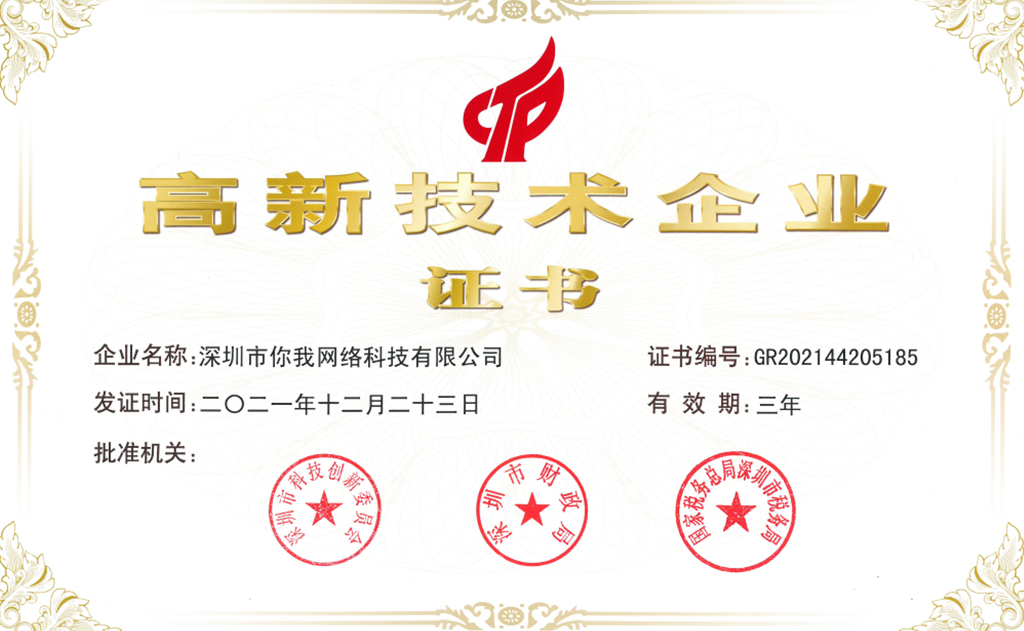 高新技术企业
证书
企业名称:深圳市你我网络科技有限公司
证书编号:GR202144205185
发证时间:二〇二一年十二月二十三日
有 效 期:三年
批准机关:
深圳市科技创新委员会
深圳市财政局
国家税务总局深圳市税务局